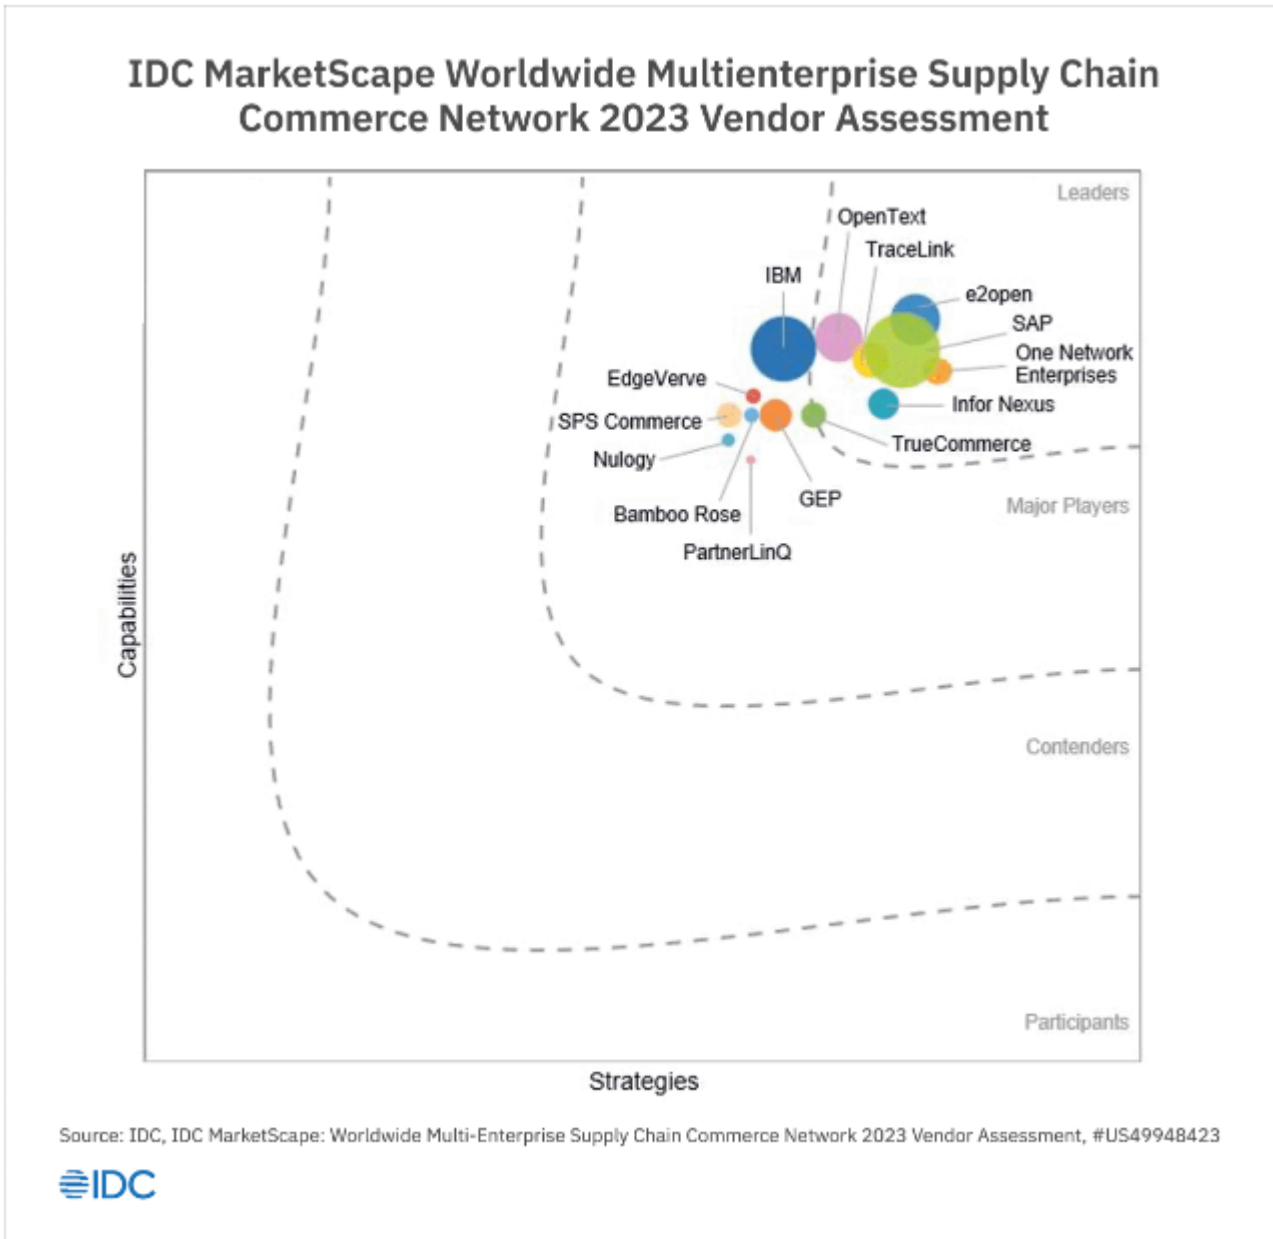 IDC MarketScape Worldwide Multienterprise Supply Chain
Commerce Network 2023 Vendor Assessment
Leaders
OpenText
TraceLink
IBM
e2open
SAP
One Network
Enterprises
EdgeVerve
Infor Nexus
SPS Commerce
TrueCommerce
Nulogy
GEP
Major Players
Bamboo Rose
PartnerLinQ
Capabilities
Contenders
Participants
Strategies
Source: IDC, IDC MarketScape: Worldwide Multi-Enterprise Supply Chain Commerce Network 2023 Vendor Assessment, #US49948423
IDC